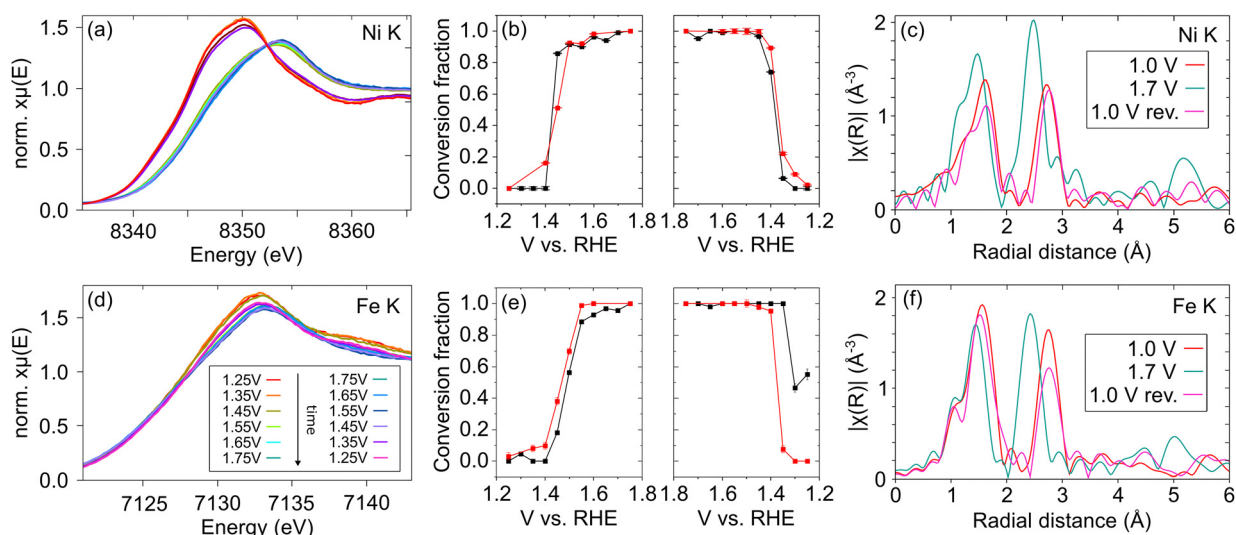 (a)
Ni K
norm. xμ(E)
1.5
1.0
0.5
0.0
8340
8350
8360
Energy (eV)
(b)
Conversion fraction
1.0
0.8
0.6
0.4
0.2
0.0
1.2
1.4
1.6
1.8
V vs. RHE
1.8
1.6
1.4
1.2
V vs. RHE
(c)
Ni K
1.0 V
1.7 V
1.0 V rev.
|χ(R)| (Å-3)
2
1
0
0
1
2
3
4
5
6
Radial distance (Å)
(d)
Fe K
norm. xμ(E)
1.5
1.0
0.5
0.0
1.25V
1.35V
1.45V
1.55V
1.65V
1.75V
time
1.75V
1.65V
1.55V
1.45V
1.35V
1.25V
7125
7130
7135
7140
Energy (eV)
(e)
Conversion fraction
1.0
0.8
0.6
0.4
0.2
0.0
1.2
1.4
1.6
1.8
V vs. RHE
1.8
1.6
1.4
1.2
V vs. RHE
(f)
Fe K
1.0 V
1.7 V
1.0 V rev.
|χ(R)| (Å-3)
2
1
0
0
1
2
3
4
5
6
Radial distance (Å)